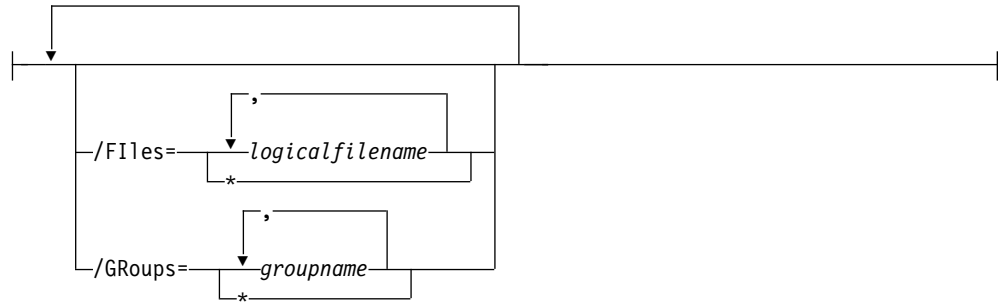 ,
/FIles= logicalfilename
*
,
/GRoups= groupname
*